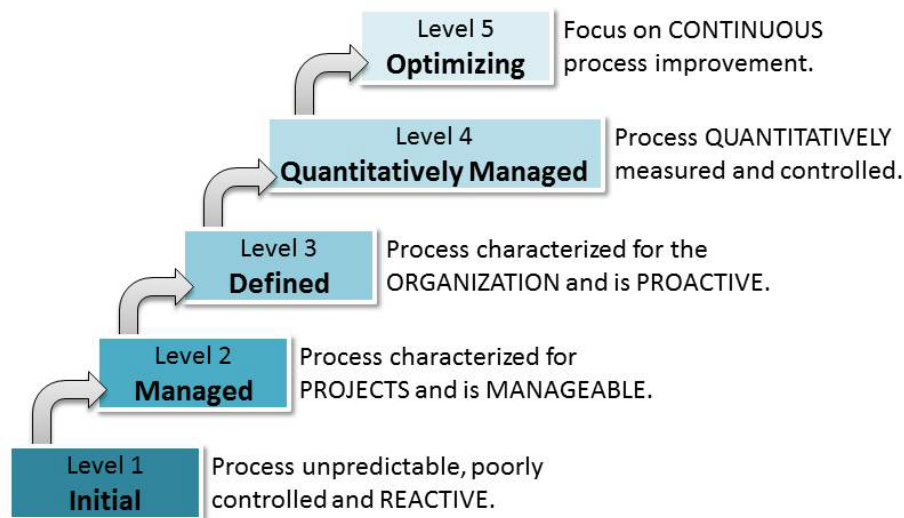 Level 5
Optimizing
Focus on CONTINUOUS
process improvement.
Level 4
Quantitatively Managed
Process QUANTITATIVELY
measured and controlled.
Level 3
Defined
Process characterized for the
ORGANIZATION and is PROACTIVE.
Level 2
Managed
Process characterized for
PROJECTS and is MANAGEABLE.
Level 1
Initial
Process unpredictable, poorly
controlled and REACTIVE.